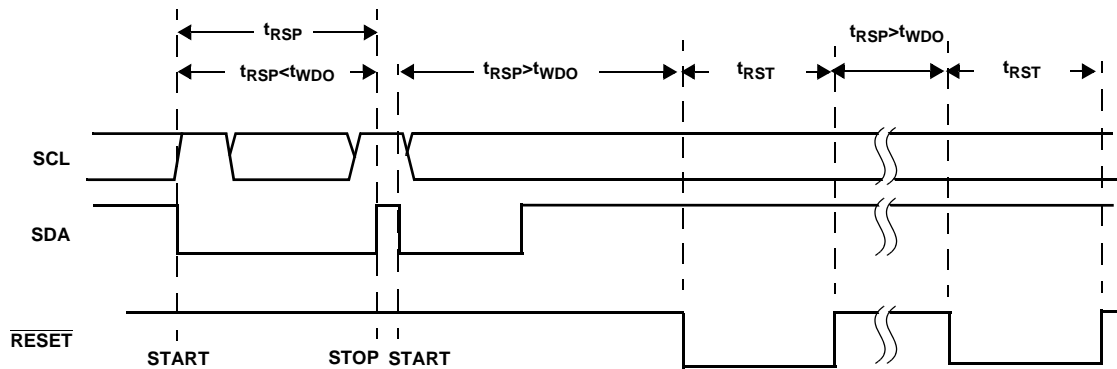 tRSP
tRSP<tWDO
tRSP>tWDO
tRST
tRSP>tWDO
tRST
SCL
SDA
RESET
START
STOP
START